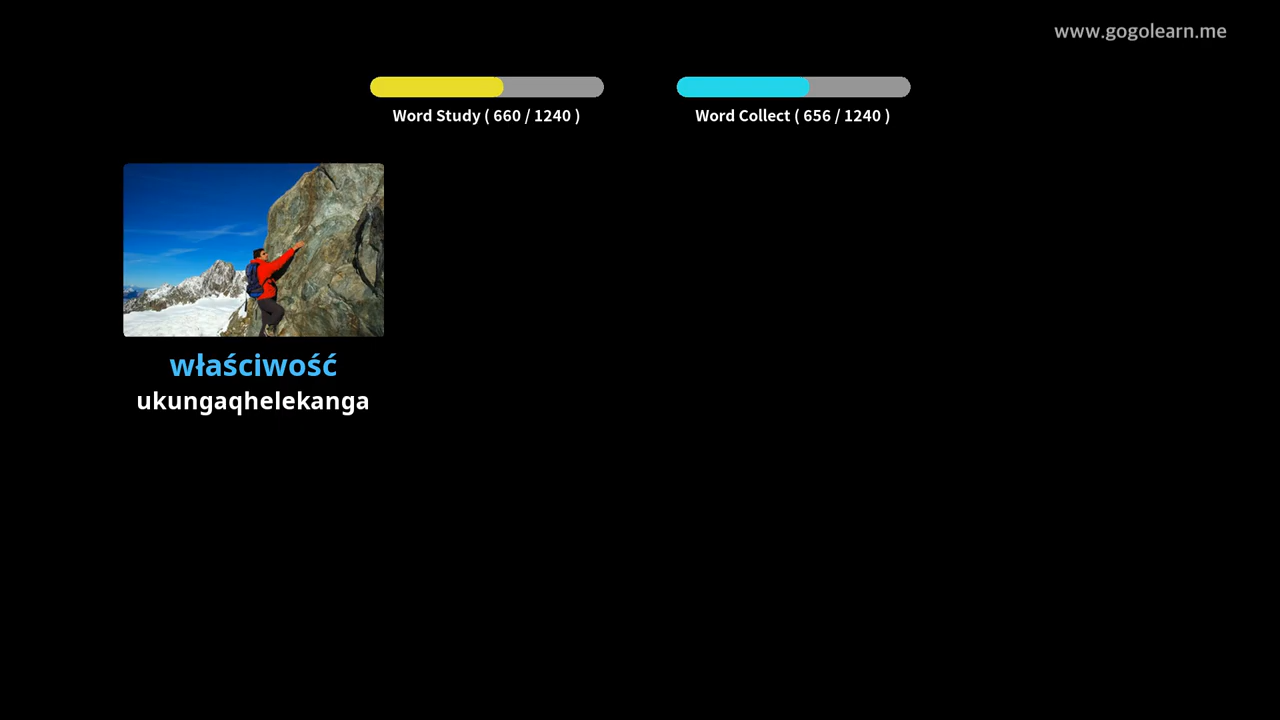 www.gogolearn.me
Word Study ( 660 / 1240 )
Word Collect ( 656 / 1240 )
właściwość
ukungaqhelekanga